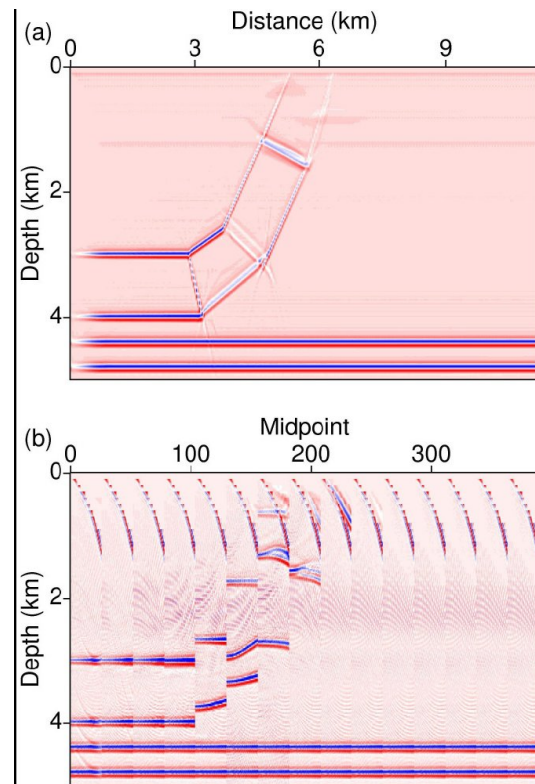 (a)
Distance (km)
0 3 6 9
0
2
4
Depth (km)
(b)
Midpoint
0 100 200 300
0
2
4
Depth (km)